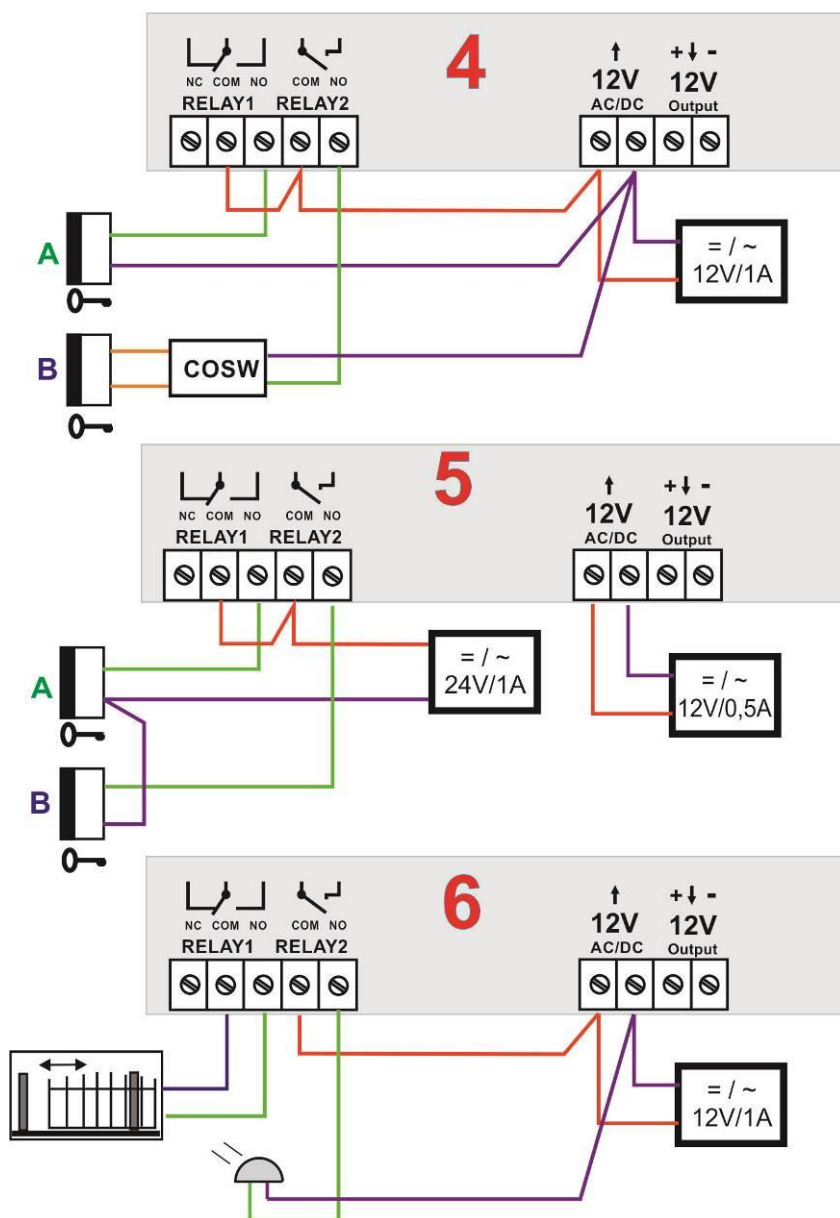 4
NC COM NO COM NO
RELAY1 RELAY2
12V
AC/DC
+ -
12V
Output
A
= / ~
12V/1A
B
COSW
5
NC COM NO COM NO
RELAY1 RELAY2
12V
AC/DC
+ -
12V
Output
A
= / ~
24V/1A
= / ~
12V/0,5A
B
6
NC COM NO COM NO
RELAY1 RELAY2
12V
AC/DC
+ -
12V
Output
= / ~
12V/1A